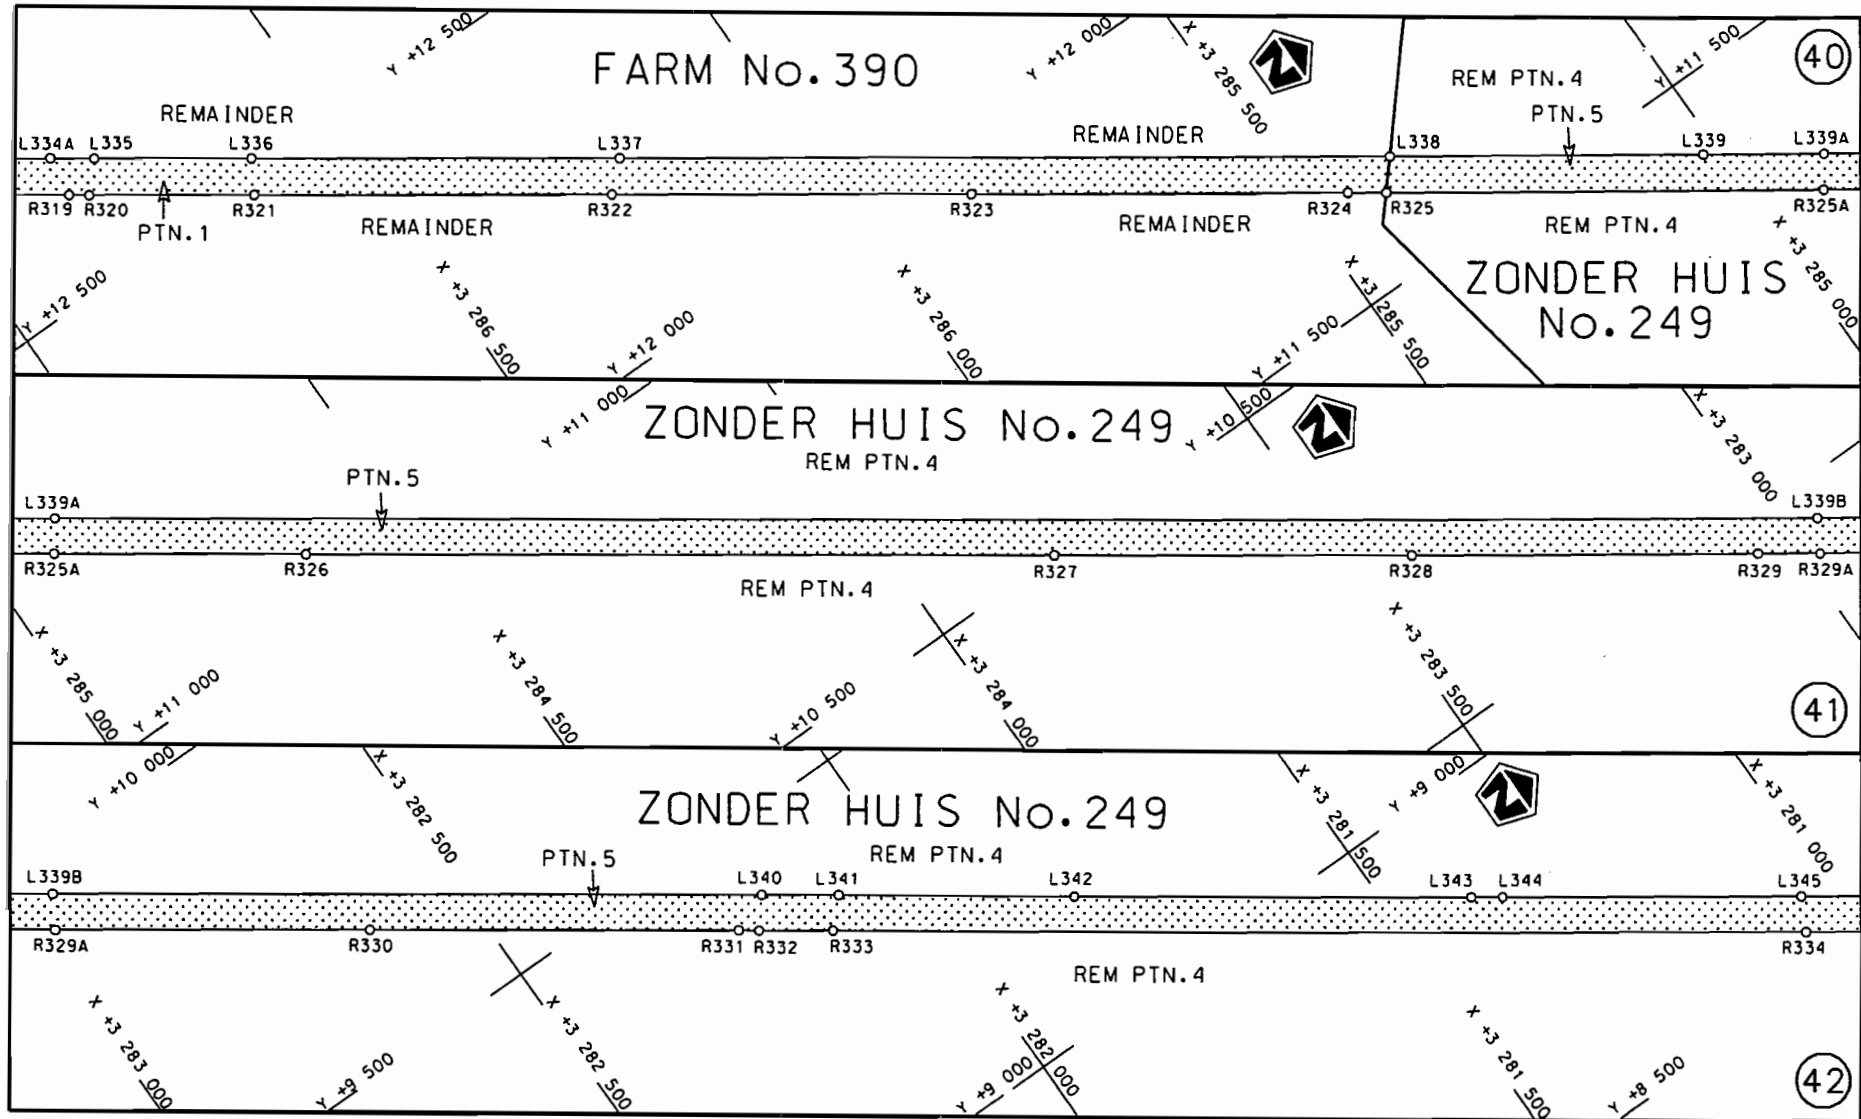 Y +12 500
FARM No.390
Y +12 000
X +3 285 500
REM PTN.4
Y +11 500
40
REMAINDER
REMAINDER
PTN.5
L334A
L335
L336
L337
L338
L339
L339A
R319
R320
R321
R322
R323
R324
R325
R325A
PTN.1
REMAINDER
REMAINDER
REM PTN.4
ZONDER HUIS
No.249
Y +12 500
X +3 286 500
Y +12 000
X +3 286 000
Y +11 500
X +3 285 500
X +3 285 000
Y +11 000
ZONDER HUIS No.249
Y +10 500
X +3 283 000
REM PTN.4
PTN.5
L339A
L339B
R325A
R326
R327
R328
R329
R329A
REM PTN.4
X +3 285 000
Y +11 000
X +3 284 500
Y +10 500
X +3 284 000
X +3 283 500
41
Y +10 000
X +3 282 500
ZONDER HUIS No.249
X +3 281 500
Y +9 000
X +3 281 000
REM PTN.4
PTN.5
L339B
L340
L341
L342
L343
L344
L345
R329A
R330
R331
R332
R333
R334
REM PTN.4
X +3 283 000
Y +9 500
X +3 282 500
Y +9 000
X +3 282 000
X +3 281 500
Y +8 500
42